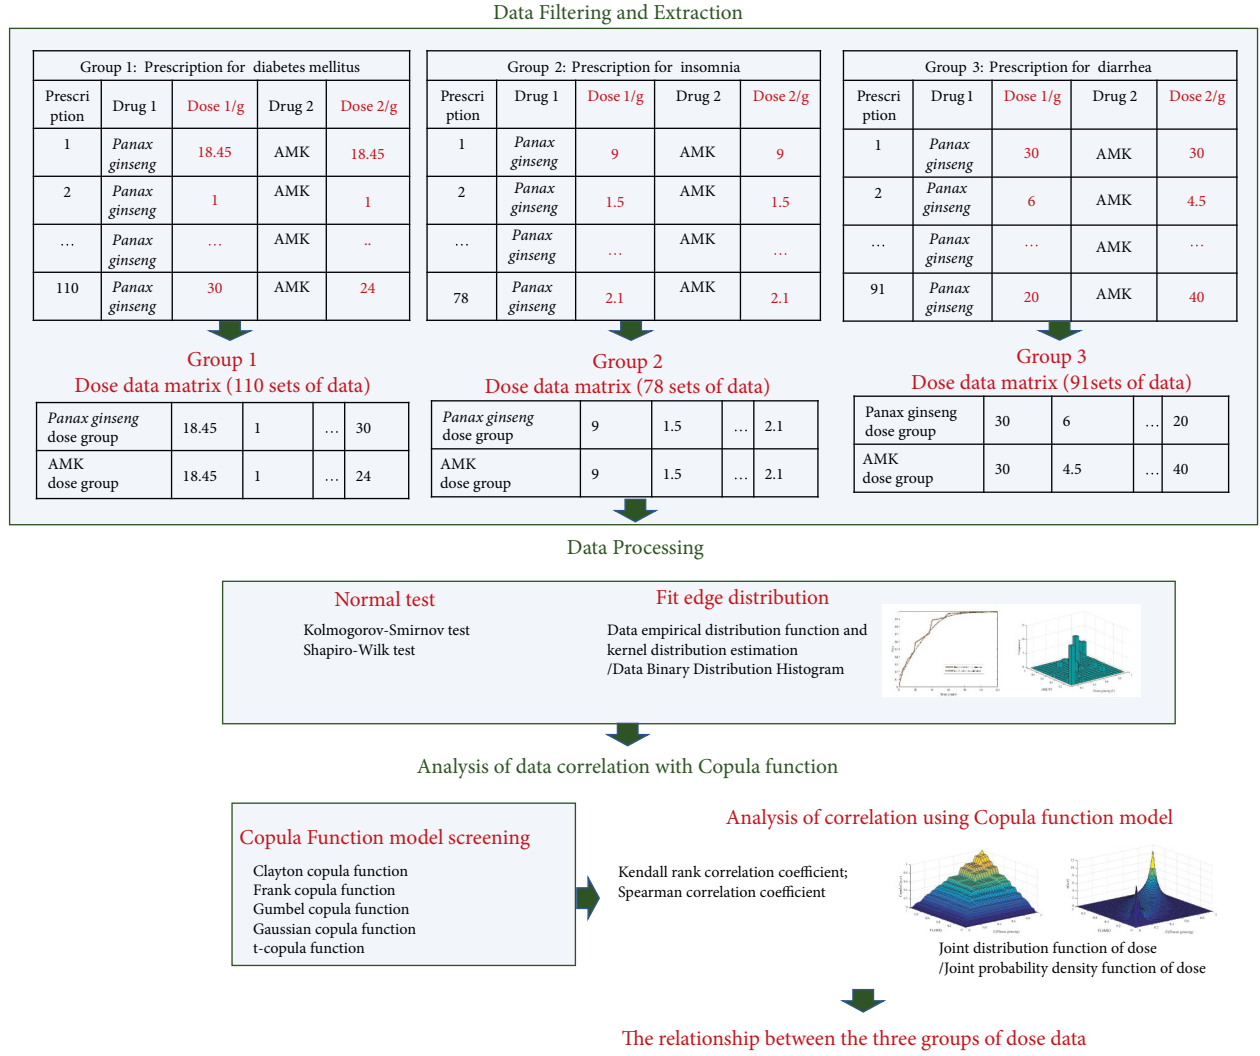 Data Filtering and Extraction
Group 1: Prescription for diabetes mellitus
Prescri
ption
Drug 1
Dose 1/g
Drug 2
Dose 2/g
1
Panax
ginseng
18.45
AMK
18.45
2
Panax
ginseng
1
AMK
1
...
Panax
ginseng
...
AMK
..
110
Panax
ginseng
30
AMK
24
Group 2: Prescription for insomnia
Prescri
ption
Drug 1
Dose 1/g
Drug 2
Dose 2/g
1
Panax
ginseng
9
AMK
9
2
Panax
ginseng
1.5
AMK
1.5
...
Panax
ginseng
...
AMK
...
78
Panax
ginseng
2.1
AMK
2.1
Group 3: Prescription for diarrhea
Prescri
ption
Drug 1
Dose 1/g
Drug 2
Dose 2/g
1
Panax
ginseng
30
AMK
30
2
Panax
ginseng
6
AMK
4.5
...
Panax
ginseng
...
AMK
...
91
Panax
ginseng
20
AMK
40
Group 1
Dose data matrix (110 sets of data)
Panax ginseng
dose group
18.45
1
...
30
AMK
dose group
18.45
1
...
24
Group 2
Dose data matrix (78 sets of data)
Panax ginseng
dose group
9
1.5
...
2.1
AMK
dose group
9
1.5
...
2.1
Group 3
Dose data matrix (91sets of data)
Panax ginseng
dose group
30
6
...
20
AMK
dose group
30
4.5
...
40
Data Processing
Normal test
Kolmogorov-Smirnov test
Shapiro-Wilk test
Fit edge distribution
Data empirical distribution function and
kernel distribution estimation
/Data Binary Distribution Histogram
Analysis of data correlation with Copula function
Copula Function model screening
Clayton copula function
Frank copula function
Gumbel copula function
Gaussian copula function
t-copula function
Analysis of correlation using Copula function model
Kendall rank correlation coefficient;
Spearman correlation coefficient
Joint distribution function of dose
/Joint probability density function of dose
The relationship between the three groups of dose data